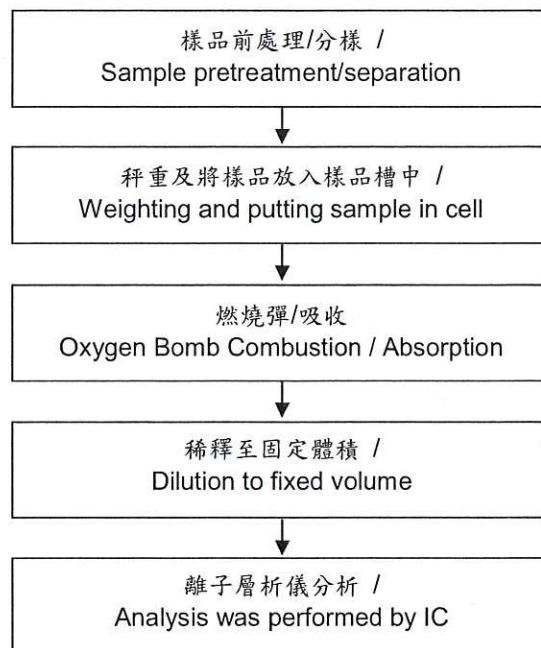 樣品前處理/分樣 /
Sample pretreatment/separation
秤重及將樣品放入樣品槽中 /
Weighting and putting sample in cell
燃燒彈/吸收
Oxygen Bomb Combustion / Absorption
稀釋至固定體積 /
Dilution to fixed volume
離子層析儀分析 /
Analysis was performed by IC